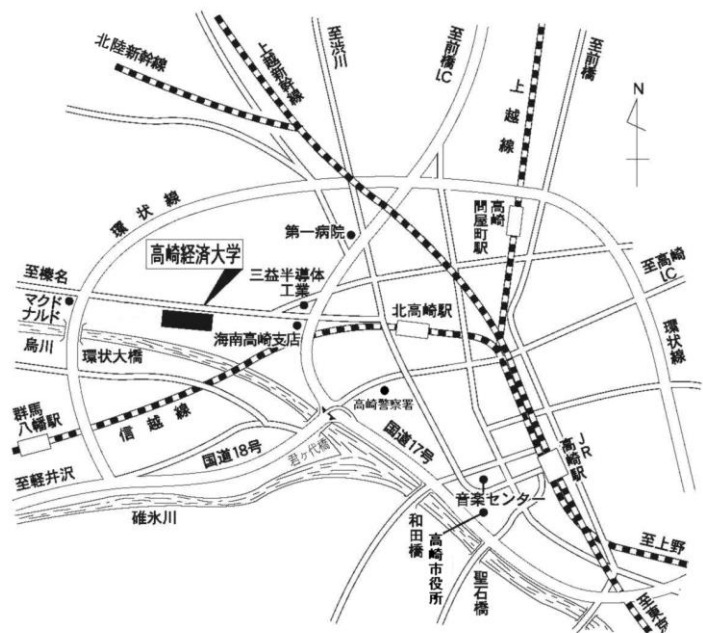 北陸新幹線
上越新幹線
至渋川
至前橋
I.C
上越線
至前橋
N
環状線
第一病院
高崎
問屋町駅
高崎経済大学
至榛名
三益半導体
工業
至高崎
I.C
マクド
ナルド
北高崎駅
海南高崎支店
烏川
環状大橋
環状線
高崎警察署
群馬
八幡駅
信越線
国道17号
JR
高崎駅
国道18号
君ヶ代橋
至軽井沢
音楽センター
碓氷川
和田橋
高崎市役所
聖石橋
至上野